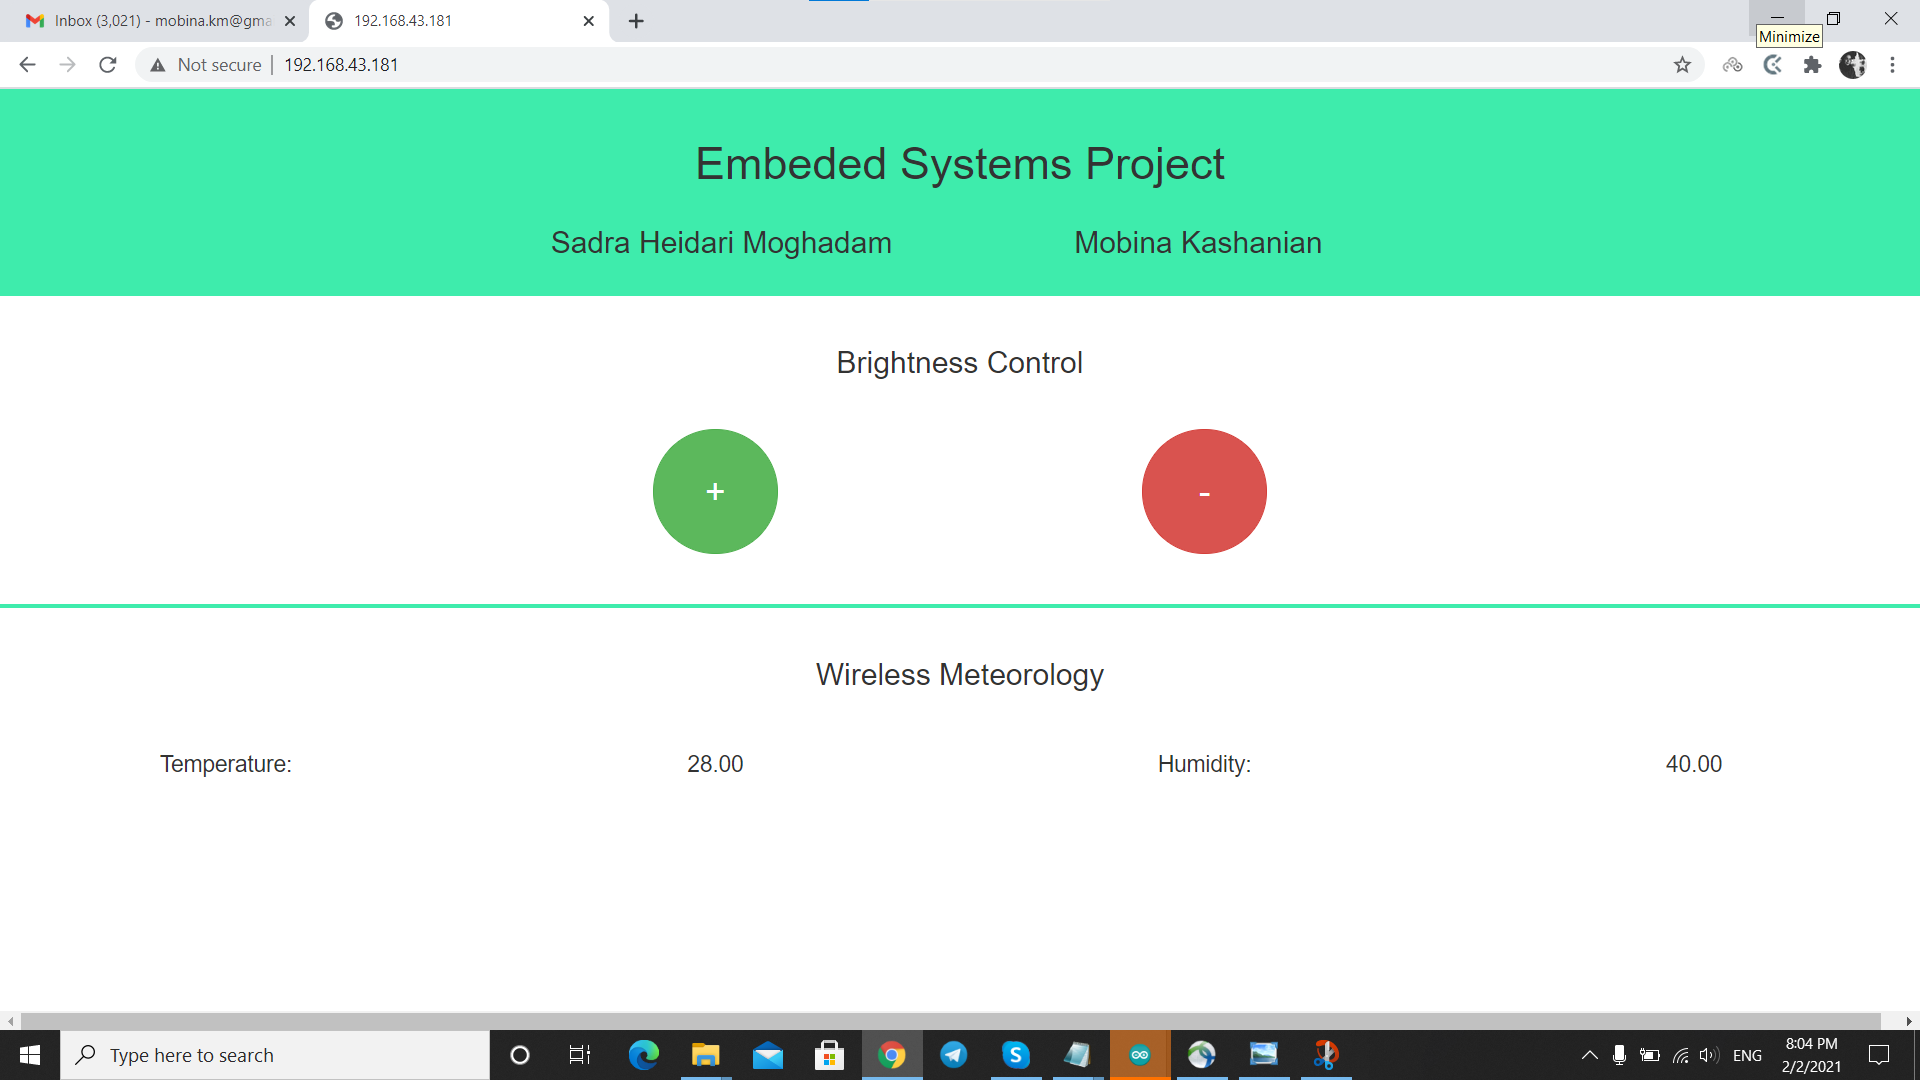 Inbox (3,021) - mobina.km@gma
192.168.43.181
Minimize
Not secure | 192.168.43.181
Embeded Systems Project
Sadra Heidari Moghadam Mobina Kashanian
Brightness Control
+ -
Wireless Meteorology
Temperature: 28.00 Humidity: 40.00
Type here to search
ENG
8:04 PM
2/2/2021